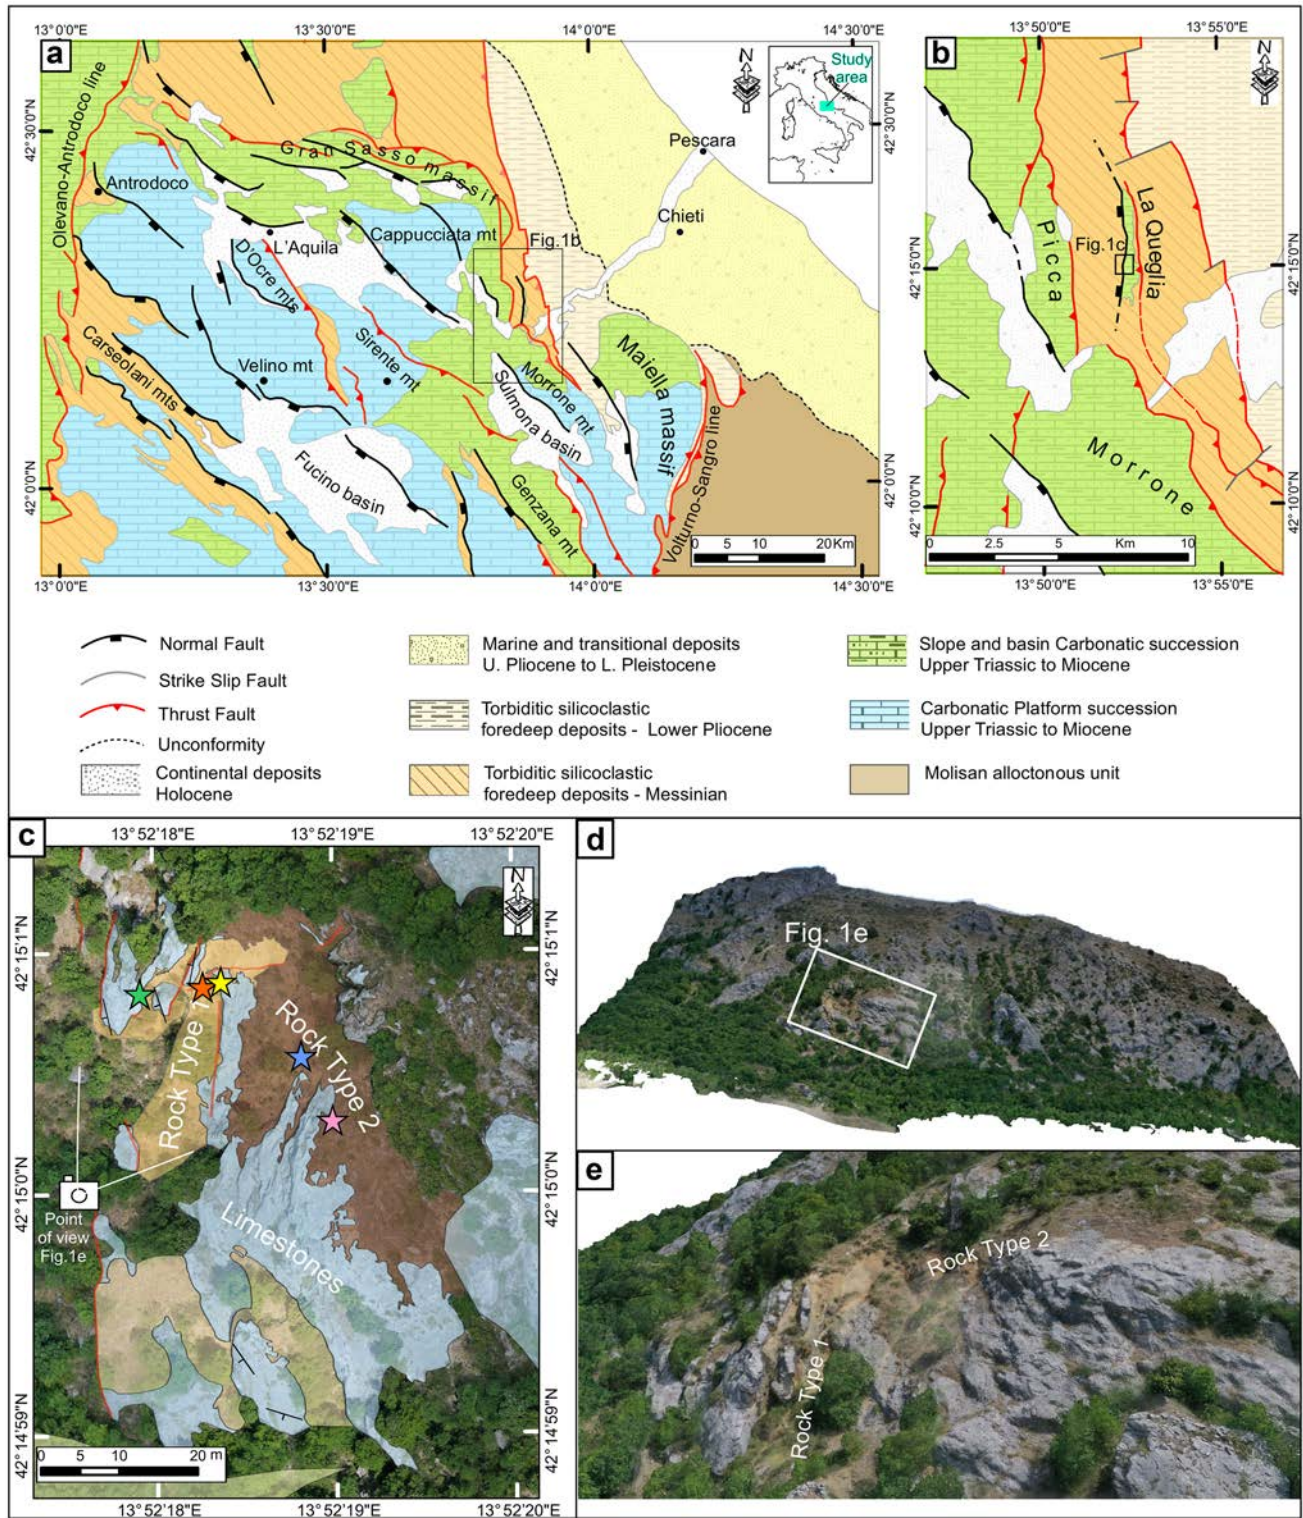 13°0'0"E
13°30'0"E
14°0'0"E
14°30'0"E
a
N
Study
area
42°30'0"N
42°30'0"N
Olevano-Antrodoco line
Gran Sasso massif
Pescara
Antrodoco
Chieti
L'Aquila
Cappucciata mt
Fig.1b
D'Ocre mts
Carseolani mts
Velino mt
Sirente mt
Maiella massif
Morrone mt
Sulmona basin
Fucino basin
Genzana mt
Volturno-Sangro line
42°0'0"N
42°0'0"N
0 5 10 20 Km
13°0'0"E
13°30'0"E
14°0'0"E
14°30'0"E
13°50'0"E
13°55'0"E
b
N
La Queglia
Picca
Fig.1c
42°15'0"N
42°15'0"N
Morrone
42°10'0"N
42°10'0"N
0 2.5 5 Km 10
13°50'0"E
13°55'0"E
Normal Fault
Strike Slip Fault
Thrust Fault
Unconformity
Continental deposits
Holocene
Marine and transitional deposits
U. Pliocene to L. Pleistocene
Torbiditic silicoclastic
foredeep deposits - Lower Pliocene
Torbiditic silicoclastic
foredeep deposits - Messinian
Slope and basin Carbonatic succession
Upper Triassic to Miocene
Carbonatic Platform succession
Upper Triassic to Miocene
Molisan alloctonous unit
c
13°52'18"E
13°52'19"E
13°52'20"E
N
42°15'1"N
42°15'1"N
Rock Type 1
Rock Type 2
42°15'0"N
42°15'0"N
Point
of view
Fig.1e
Limestones
42°14'59"N
42°14'59"N
0 5 10 20 m
13°52'18"E
13°52'19"E
13°52'20"E
d
Fig. 1e
e
Rock Type 2
Rock Type 1